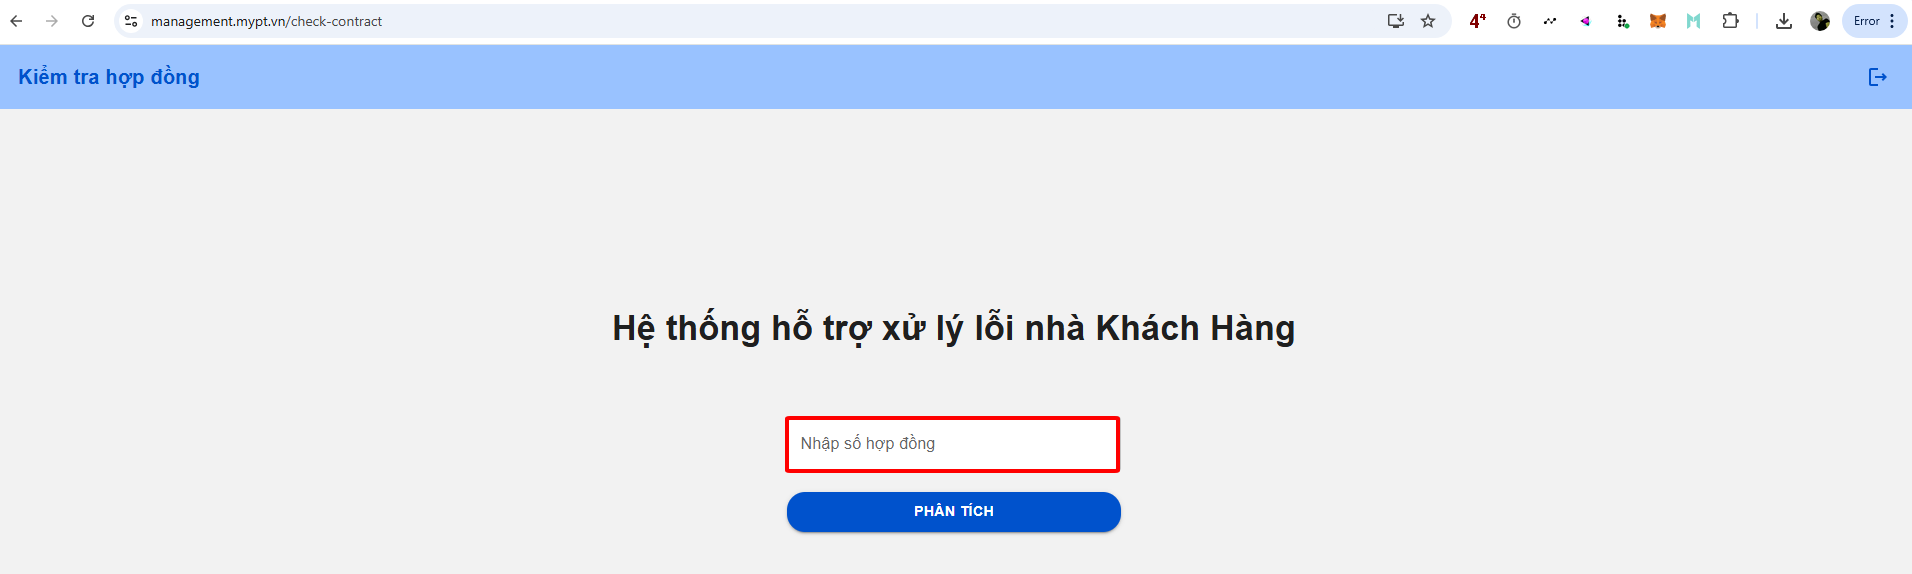 management.mypt.vn/check-contract
4⁴
Error
Kiểm tra hợp đồng
Hệ thống hỗ trợ xử lý lỗi nhà Khách Hàng
Nhập số hợp đồng
PHÂN TÍCH